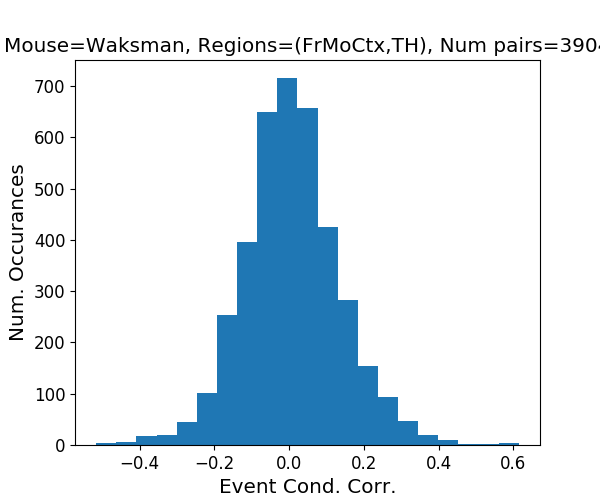 Mouse=Waksman, Regions=(FrMoCtx,TH), Num pairs=3904
700
600
500
400
300
200
100
0
Num. Occurances
−0.4 −0.2 0.0 0.2 0.4 0.6
Event Cond. Corr.